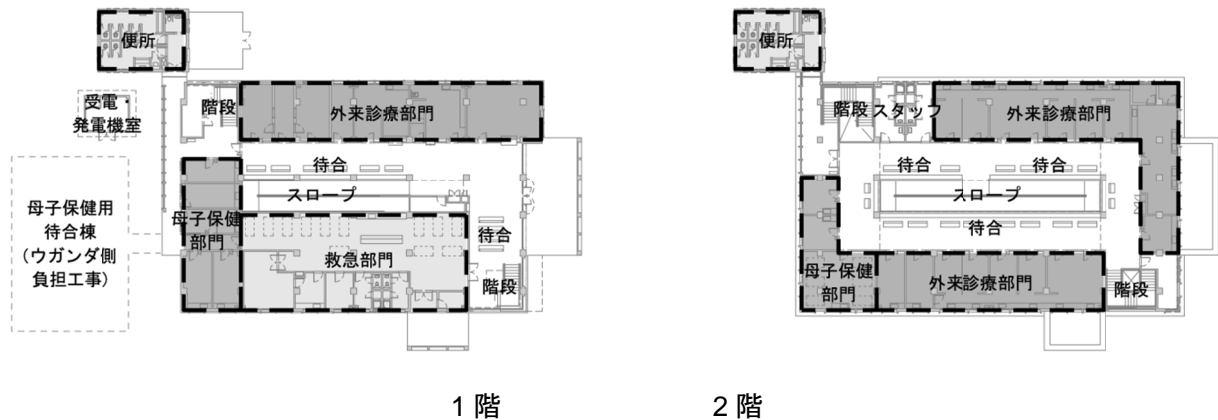 便所
受電・
発電機室
階段
外来診療部門
待合
スロープ
母子保健用
待合棟
（ウガンダ側
負担工事）
母子保健
部門
救急部門
待合
階段
便所
階段
スタッフ
外来診療部門
待合
待合
スロープ
待合
母子保健
部門
外来診療部門
階段
1 階
2 階